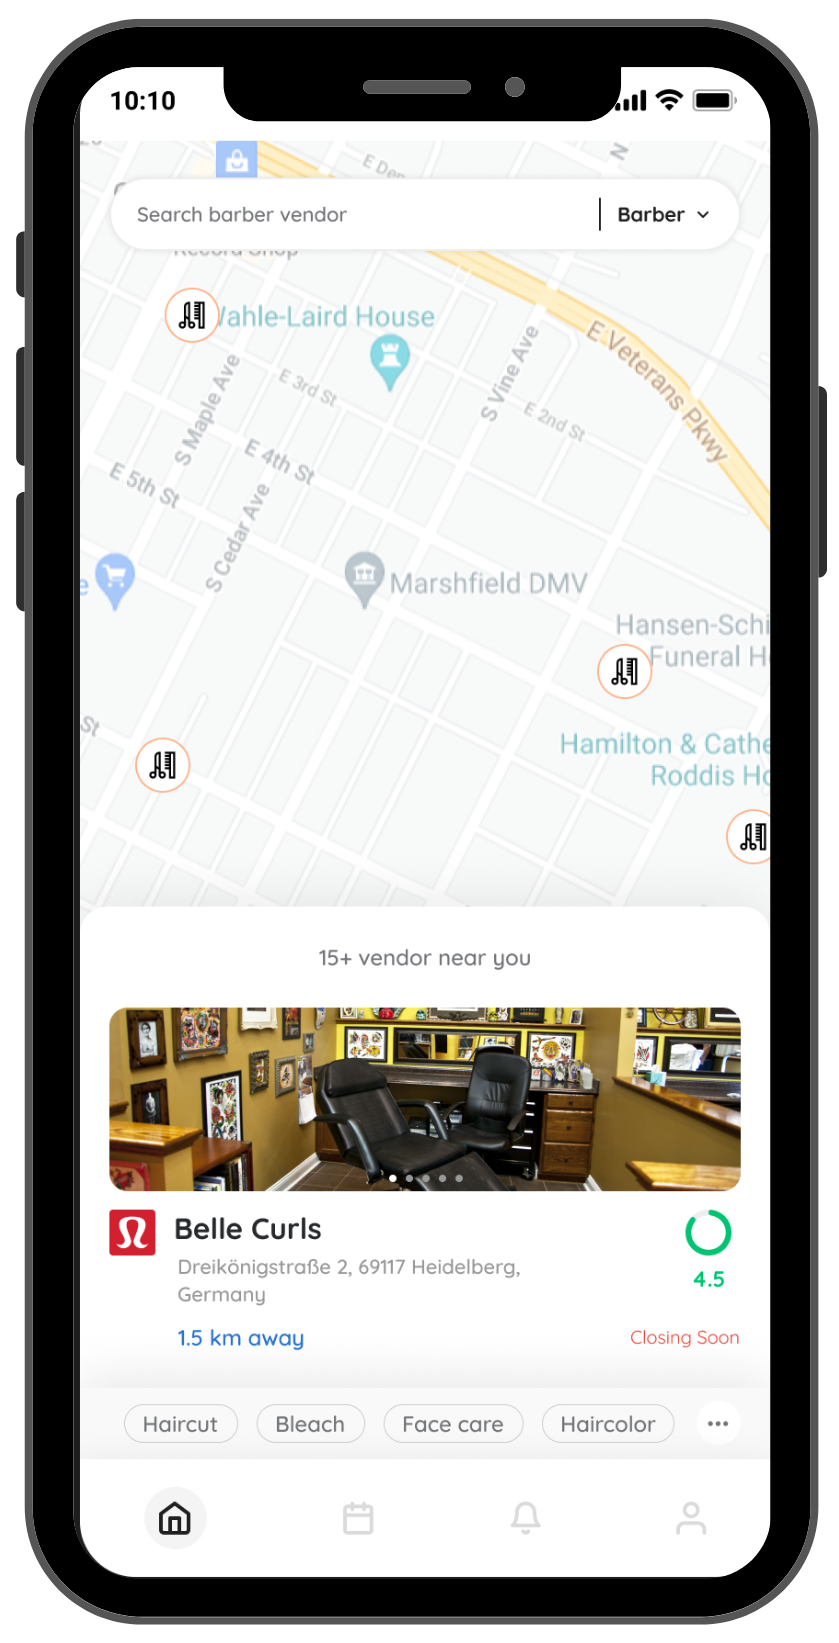 10:10
N
E Der
Search barber vendor
Barber
Record Shop
Wahle-Laird House
E Veterans Pkwy
S Vine Ave
S Maple Ave
E 3rd St
E 2nd St
E 4th St
E 5th St
S Cedar Ave
e
Marshfield DMV
Hansen-Schi
Funeral H
St
Hamilton & Cathe
Roddis Ho
15+ vendor near you
Belle Curls
Dreikönigstraße 2, 69117 Heidelberg,
Germany
4.5
1.5 km away
Closing Soon
Haircut
Bleach
Face care
Haircolor